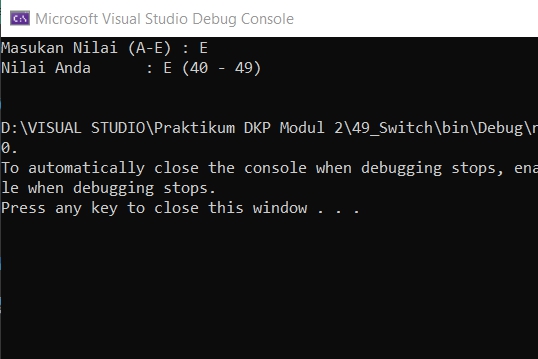 Microsoft Visual Studio Debug Console
Masukan Nilai (A-E) : E
Nilai Anda      : E (40 - 49)
D:\VISUAL STUDIO\Praktikum DKP Modul 2\49_Switch\bin\Debug\
0.
To automatically close the console when debugging stops, ena
le when debugging stops.
Press any key to close this window . . .